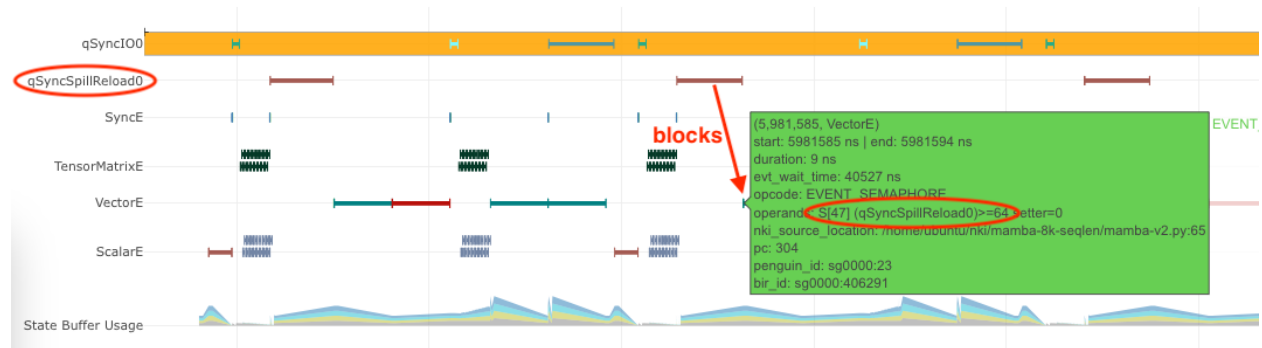 qSyncIO0
qSyncSpillReload0
SyncE
EVENT_
blocks
TensorMatrixE
VectorE
ScalarE
State Buffer Usage
(5,981,585, VectorE)
start: 5981585 ns | end: 5981594 ns
duration: 9 ns
evt_wait_time: 40527 ns
opcode: EVENT_SEMAPHORE
operands: S[47] (qSyncSpillReload0)>=64 setter=0
nki_source_location: /home/ubuntu/nki/mamba-8k-seqlen/mamba-v2.py:65
pc: 304
penguin_id: sg0000:23
bir_id: sg0000:406291